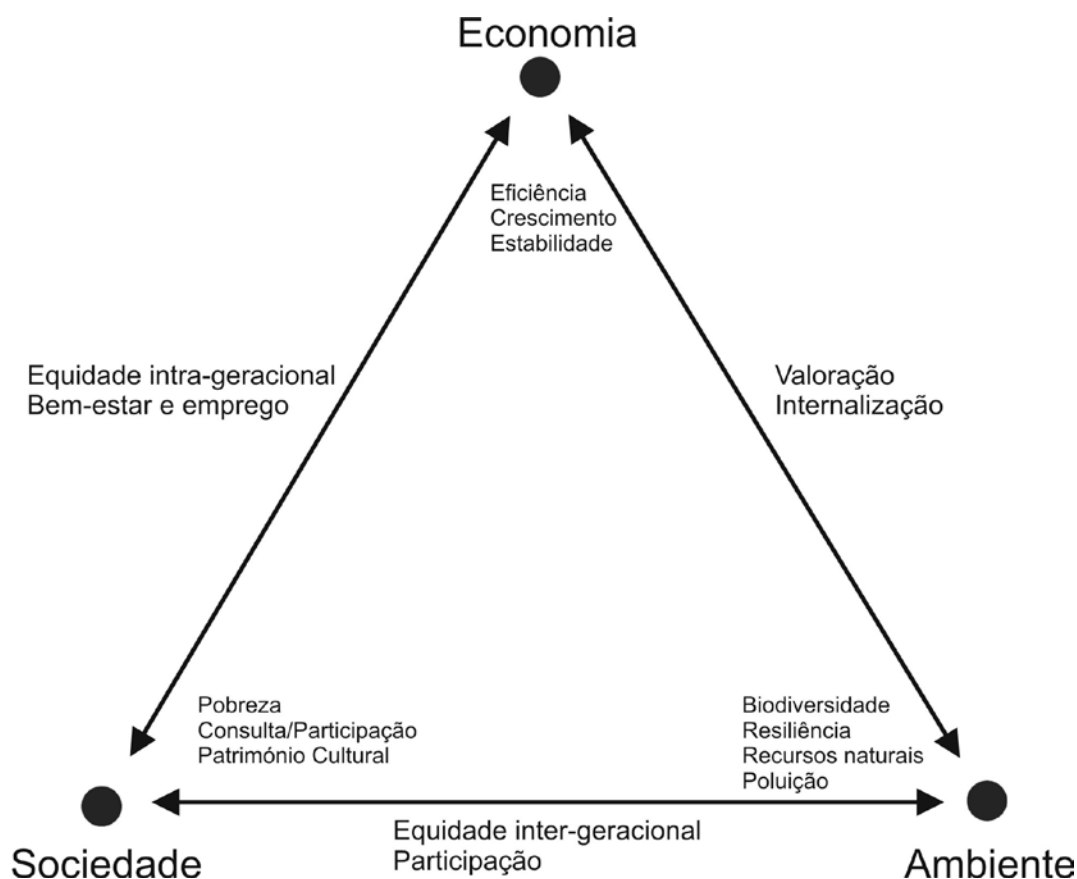 Economia
Eficiência
Crescimento
Estabilidade
Equidade intra-geracional
Bem-estar e emprego
Valoração
Internalização
Pobreza
Consulta/Participação
Património Cultural
Biodiversidade
Resiliência
Recursos naturais
Poluição
Equidade inter-geracional
Participação
Sociedade
Ambiente